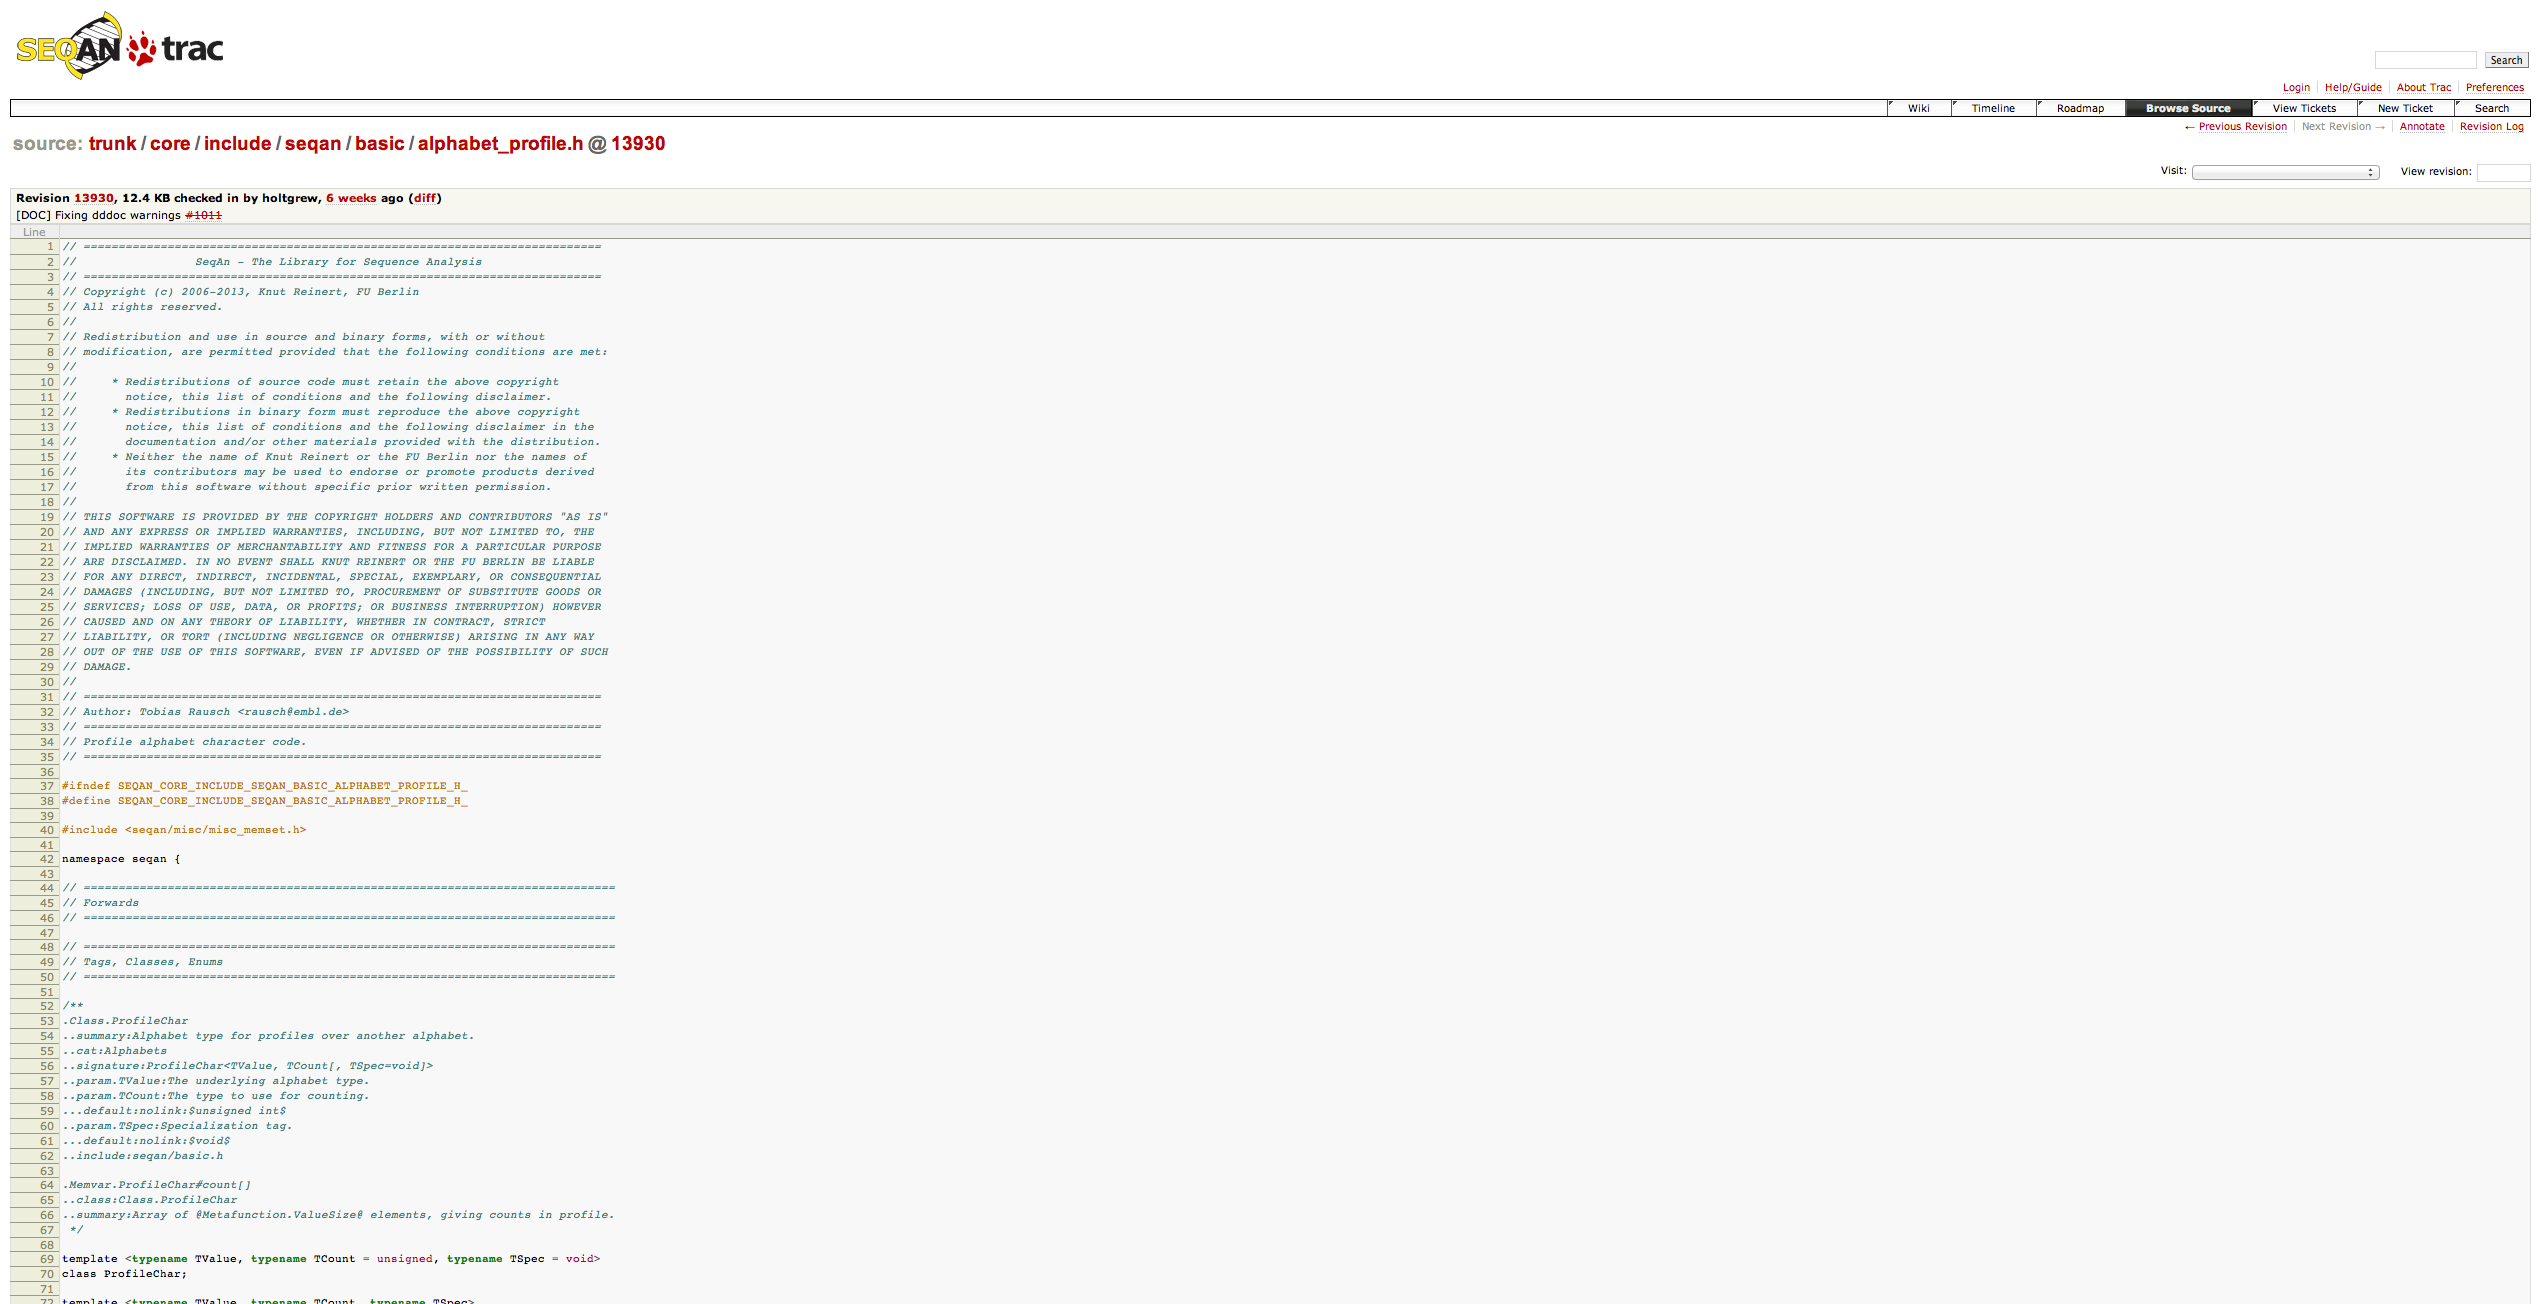 SEQAN trac
Search
Login Help/Guide About Trac Preferences
Wiki Timeline Roadmap Browse Source View Tickets New Ticket Search
← Previous Revision Next Revision → Annotate Revision Log
source: trunk / core / include / seqan / basic / alphabet_profile.h @ 13930
Visit: View revision:
Revision 13930, 12.4 KB checked in by holtgrew, 6 weeks ago (diff)
[DOC] Fixing dddoc warnings #1011
Line
1 // ==========================================================================
2 //                 SeqAn - The Library for Sequence Analysis
3 // ==========================================================================
4 // Copyright (c) 2006-2013, Knut Reinert, FU Berlin
5 // All rights reserved.
6 //
7 // Redistribution and use in source and binary forms, with or without
8 // modification, are permitted provided that the following conditions are met:
9 //
10 //     * Redistributions of source code must retain the above copyright
11 //       notice, this list of conditions and the following disclaimer.
12 //     * Redistributions in binary form must reproduce the above copyright
13 //       notice, this list of conditions and the following disclaimer in the
14 //       documentation and/or other materials provided with the distribution.
15 //     * Neither the name of Knut Reinert or the FU Berlin nor the names of
16 //       its contributors may be used to endorse or promote products derived
17 //       from this software without specific prior written permission.
18 //
19 // THIS SOFTWARE IS PROVIDED BY THE COPYRIGHT HOLDERS AND CONTRIBUTORS "AS IS"
20 // AND ANY EXPRESS OR IMPLIED WARRANTIES, INCLUDING, BUT NOT LIMITED TO, THE
21 // IMPLIED WARRANTIES OF MERCHANTABILITY AND FITNESS FOR A PARTICULAR PURPOSE
22 // ARE DISCLAIMED. IN NO EVENT SHALL KNUT REINERT OR THE FU BERLIN BE LIABLE
23 // FOR ANY DIRECT, INDIRECT, INCIDENTAL, SPECIAL, EXEMPLARY, OR CONSEQUENTIAL
24 // DAMAGES (INCLUDING, BUT NOT LIMITED TO, PROCUREMENT OF SUBSTITUTE GOODS OR
25 // SERVICES; LOSS OF USE, DATA, OR PROFITS; OR BUSINESS INTERRUPTION) HOWEVER
26 // CAUSED AND ON ANY THEORY OF LIABILITY, WHETHER IN CONTRACT, STRICT
27 // LIABILITY, OR TORT (INCLUDING NEGLIGENCE OR OTHERWISE) ARISING IN ANY WAY
28 // OUT OF THE USE OF THIS SOFTWARE, EVEN IF ADVISED OF THE POSSIBILITY OF SUCH
29 // DAMAGE.
30 //
31 // ==========================================================================
32 // Author: Tobias Rausch <rausch@embl.de>
33 // ==========================================================================
34 // Profile alphabet character code.
35 // ==========================================================================
36
37 #ifndef SEQAN_CORE_INCLUDE_SEQAN_BASIC_ALPHABET_PROFILE_H_
38 #define SEQAN_CORE_INCLUDE_SEQAN_BASIC_ALPHABET_PROFILE_H_
39
40 #include <seqan/misc/misc_memset.h>
41
42 namespace seqan {
43
44 // ============================================================================
45 // Forwards
46 // ============================================================================
47
48 // ============================================================================
49 // Tags, Classes, Enums
50 // ============================================================================
51
52 /**
53 .Class.ProfileChar
54 ..summary:Alphabet type for profiles over another alphabet.
55 ..cat:Alphabets
56 ..signature:ProfileChar<TValue, TCount[, TSpec=void]>
57 ..param.TValue:The underlying alphabet type.
58 ..param.TCount:The type to use for counting.
59 ...default:nolink:$unsigned int$
60 ..param.TSpec:Specialization tag.
61 ...default:nolink:$void$
62 ..include:seqan/basic.h
63
64 .Memvar.ProfileChar#count[]
65 ..class:Class.ProfileChar
66 ..summary:Array of @Metafunction.ValueSize@ elements, giving counts in profile.
67  */
68
69 template <typename TValue, typename TCount = unsigned, typename TSpec = void>
70 class ProfileChar;
71
72 template <typename TValue, typename TCount, typename TSpec>